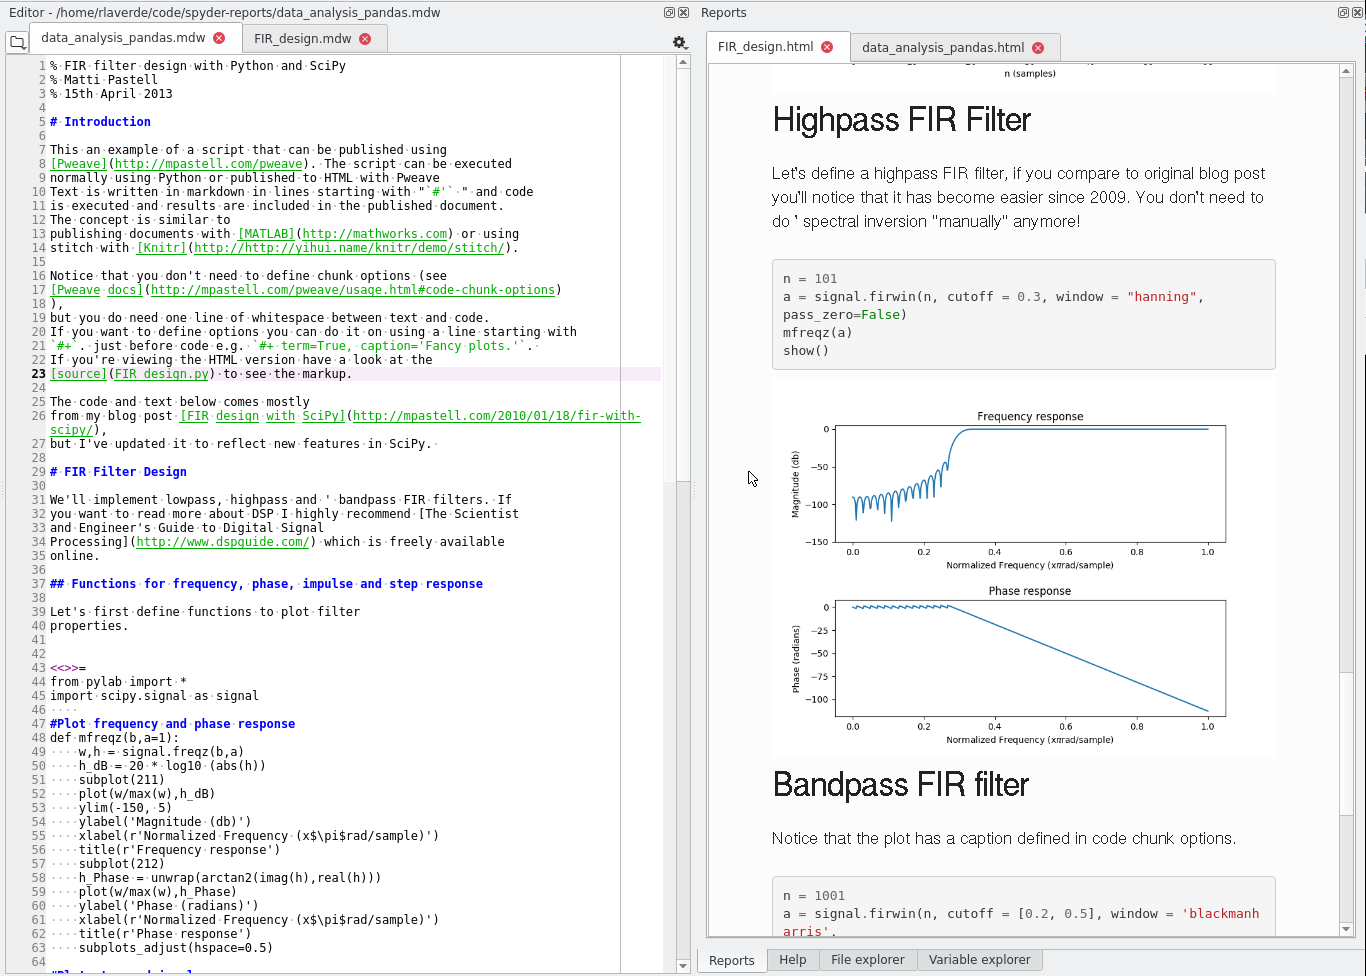 Editor - /home/rlaverde/code/spyder-reports/data_analysis_pandas.mdw
data_analysis_pandas.mdw
FIR_design.mdw
1 % FIR filter design with Python and SciPy
2 % Matti Pastell
3 % 15th April 2013
4
5 # Introduction
6
7 This an example of a script that can be published using
8 [Pweave](http://mpastell.com/pweave). The script can be executed
9 normally using Python or published to HTML with Pweave
10 Text is written in markdown in lines starting with "`#'` " and code
11 is executed and results are included in the published document.
12 The concept is similar to
13 publishing documents with [MATLAB](http://mathworks.com) or using
14 stitch with [Knitr](http://http://yihui.name/knitr/demo/stitch/).
15
16 Notice that you don't need to define chunk options (see
17 [Pweave docs](http://mpastell.com/pweave/usage.html#code-chunk-options)
18 ),
19 but you do need one line of whitespace between text and code.
20 If you want to define options you can do it on using a line starting with
21 `#+`. just before code e.g. `#+ term=True, caption='Fancy plots.'`.
22 If you're viewing the HTML version have a look at the
23 [source](FIR_design.py) to see the markup.
24
25 The code and text below comes mostly
26 from my blog post [FIR design with SciPy](http://mpastell.com/2010/01/18/fir-with-
scipy/),
27 but I've updated it to reflect new features in SciPy.
28
29 # FIR Filter Design
30
31 We'll implement lowpass, highpass and ' bandpass FIR filters. If
32 you want to read more about DSP I highly recommend [The Scientist
33 and Engineer's Guide to Digital Signal
34 Processing](http://www.dspguide.com/) which is freely available
35 online.
36
37 ## Functions for frequency, phase, impulse and step response
38
39 Let's first define functions to plot filter
40 properties.
41
42
43 <<>>=
44 from pylab import *
45 import scipy.signal as signal
46
47 #Plot frequency and phase response
48 def mfreqz(b,a=1):
49 w,h = signal.freqz(b,a)
50 h_dB = 20 * log10 (abs(h))
51 subplot(211)
52 plot(w/max(w),h_dB)
53 ylim(-150, 5)
54 ylabel('Magnitude (db)')
55 xlabel(r'Normalized Frequency (x$\pi$rad/sample)')
56 title(r'Frequency response')
57 subplot(212)
58 h_Phase = unwrap(arctan2(imag(h),real(h)))
59 plot(w/max(w),h_Phase)
60 ylabel('Phase (radians)')
61 xlabel(r'Normalized Frequency (x$\pi$rad/sample)')
62 title(r'Phase response')
63 subplots_adjust(hspace=0.5)
64
Reports
FIR_design.html
data_analysis_pandas.html
n (samples)
Highpass FIR Filter
Let's define a highpass FIR filter, if you compare to original blog post
you'll notice that it has become easier since 2009. You don't need to
do ' spectral inversion "manually" anymore!
n = 101
a = signal.firwin(n, cutoff = 0.3, window = "hanning",
pass_zero=False)
mfreqz(a)
show()
Frequency response
Magnitude (db)
0
−50
−100
−150
0.0 0.2 0.4 0.6 0.8 1.0
Normalized Frequency (xπrad/sample)
Phase response
Phase (radians)
0
−25
−50
−75
−100
0.0 0.2 0.4 0.6 0.8 1.0
Normalized Frequency (xπrad/sample)
Bandpass FIR filter
Notice that the plot has a caption defined in code chunk options.
n = 1001
a = signal.firwin(n, cutoff = [0.2, 0.5], window = 'blackmanh
arris',
Reports Help File explorer Variable explorer